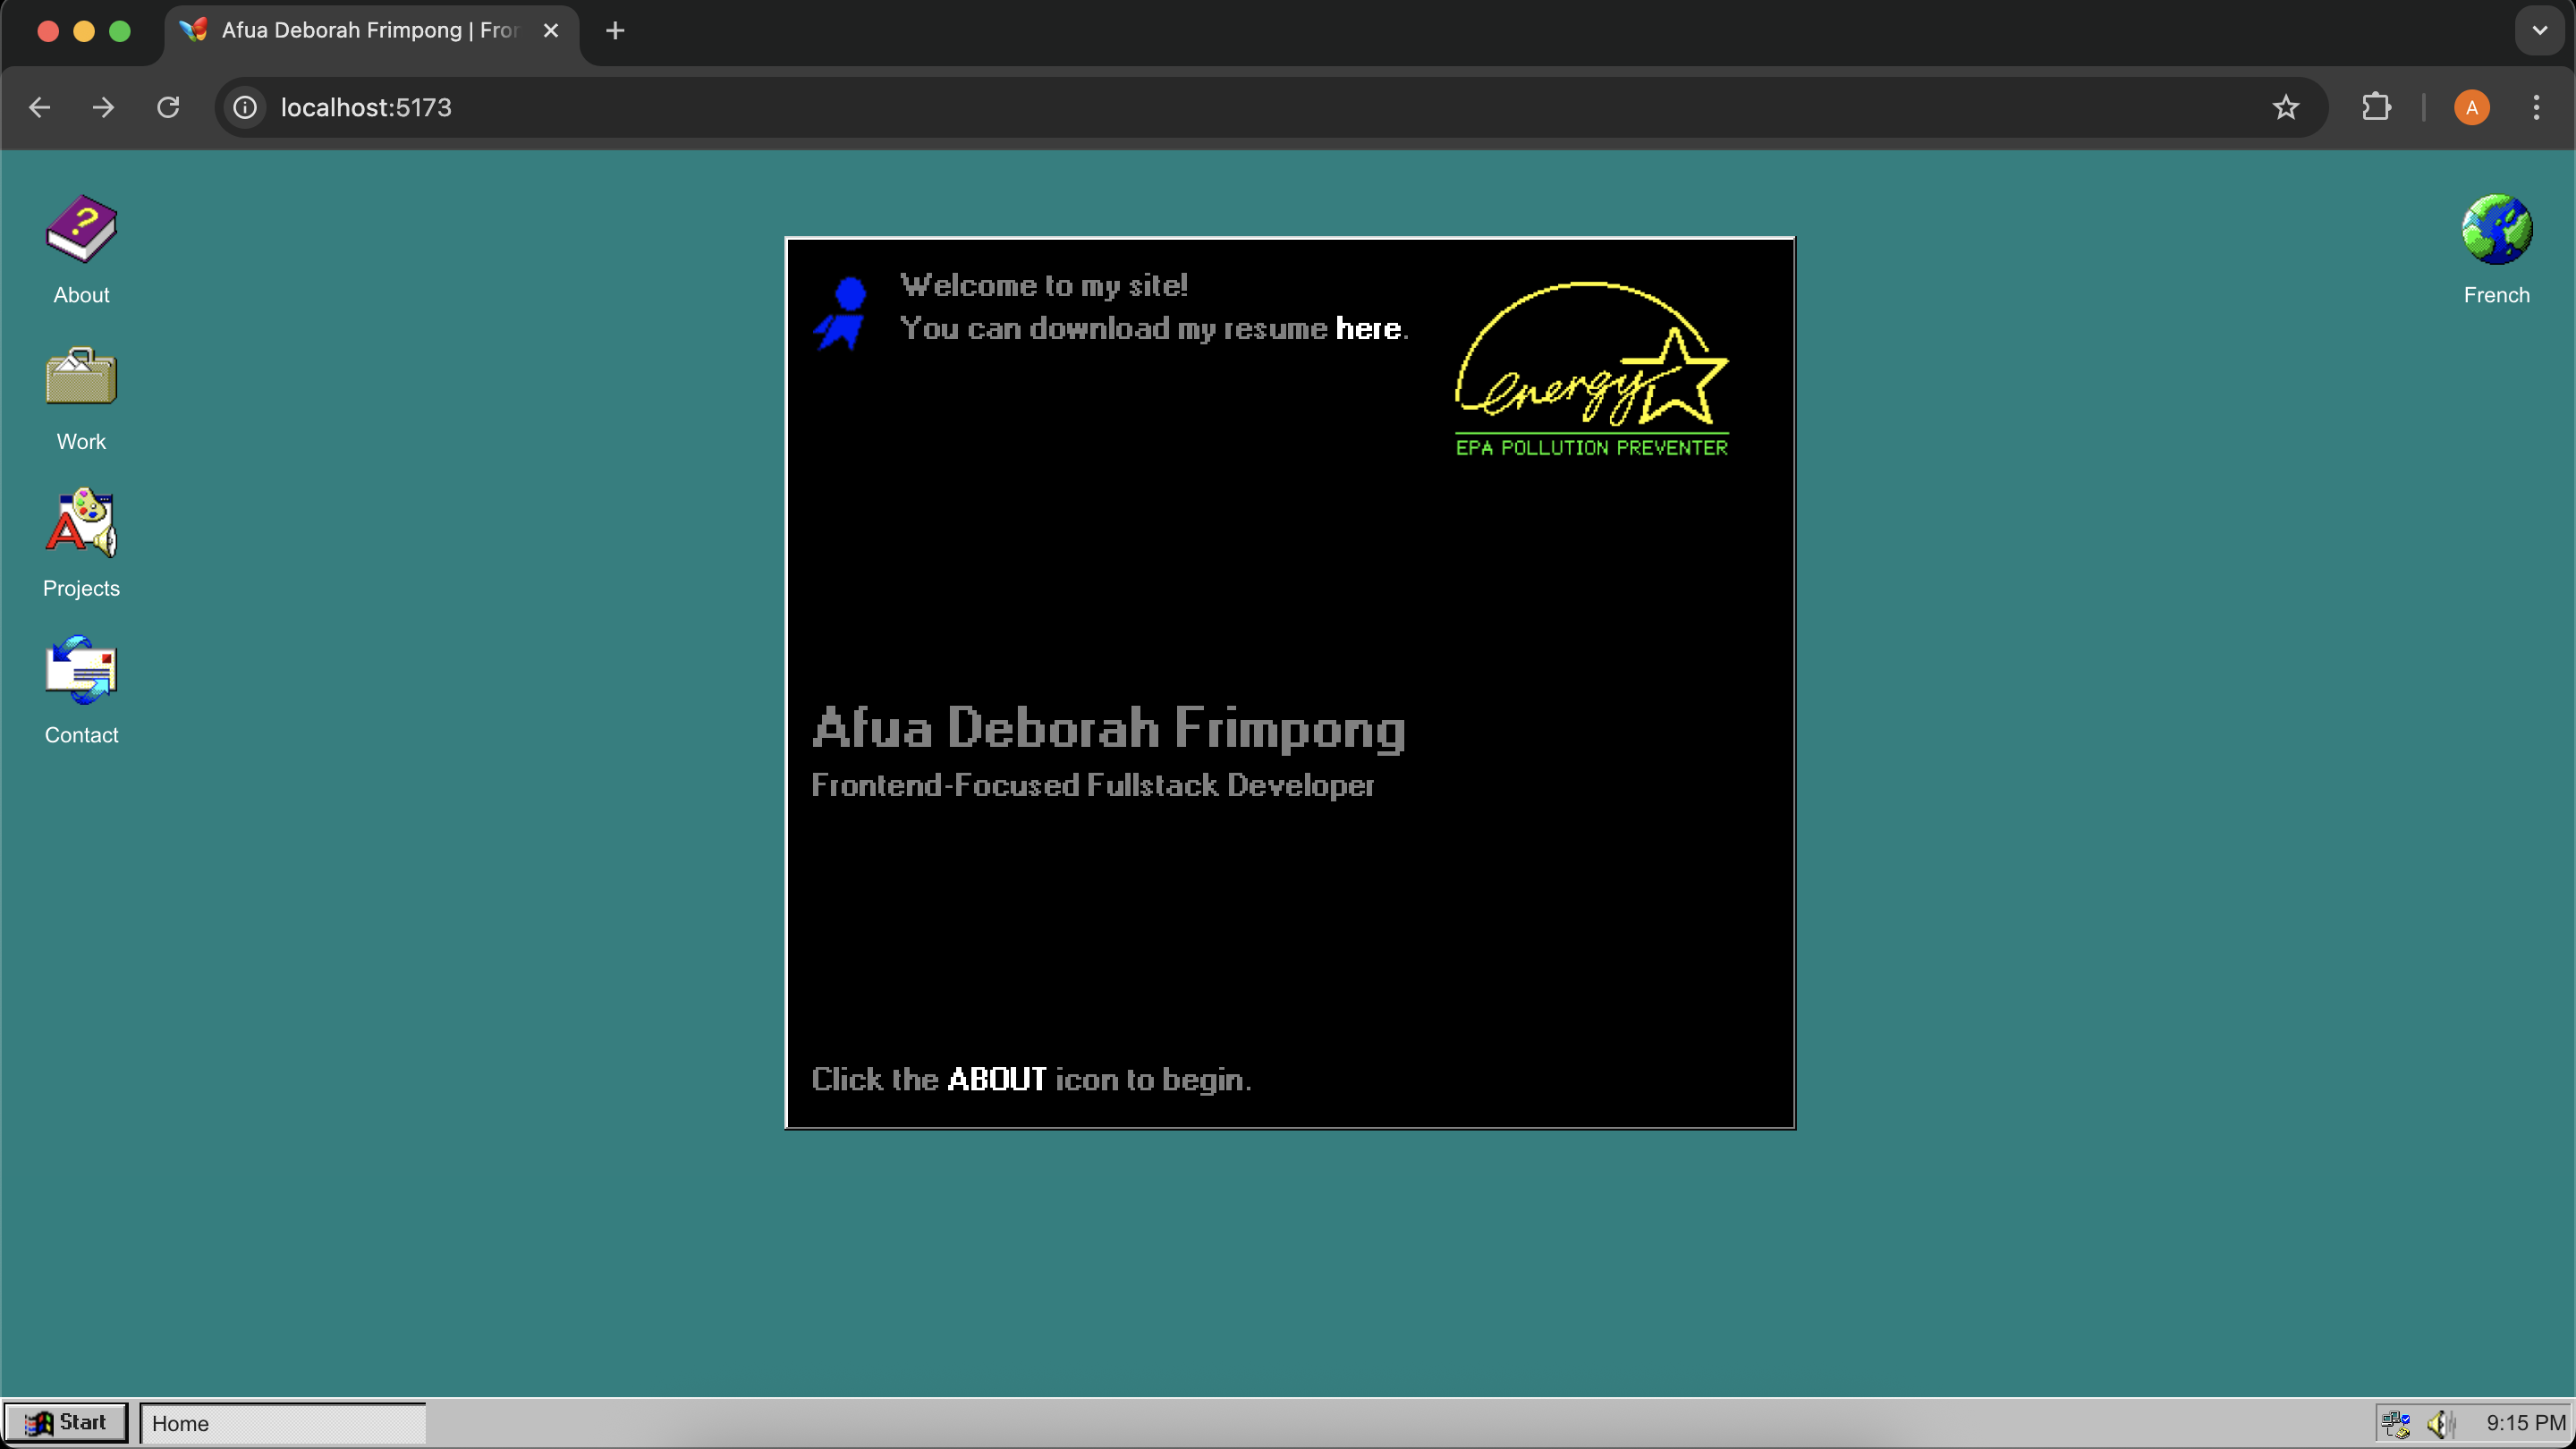 Afua Deborah Frimpong | Fro
localhost:5173
A
About
Work
Projects
Contact
French
Welcome to my site!
You can download my resume here.
energy
EPA POLLUTION PREVENTER
Afua Deborah Frimpong
Frontend-Focused Fullstack Developer
Click the ABOUT icon to begin.
Start
Home
9:15 PM